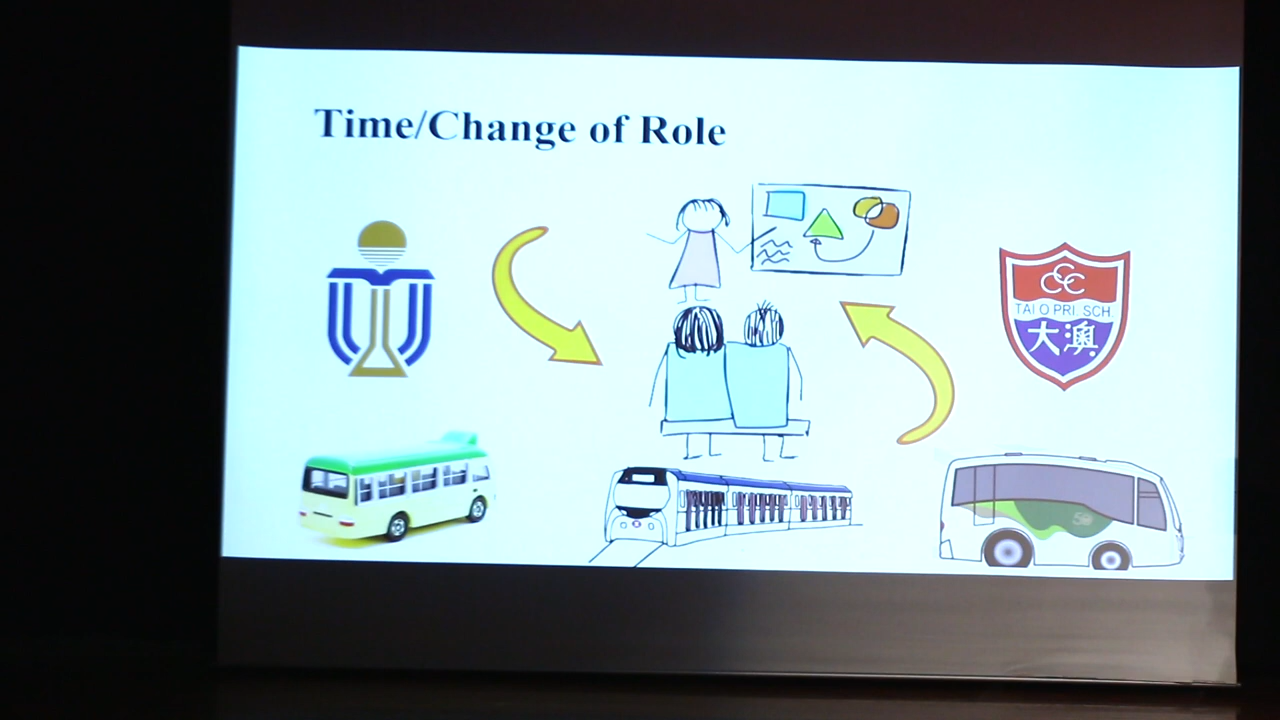 Time/Change of Role
CCC
TAI O PRI. SCH.
大澳